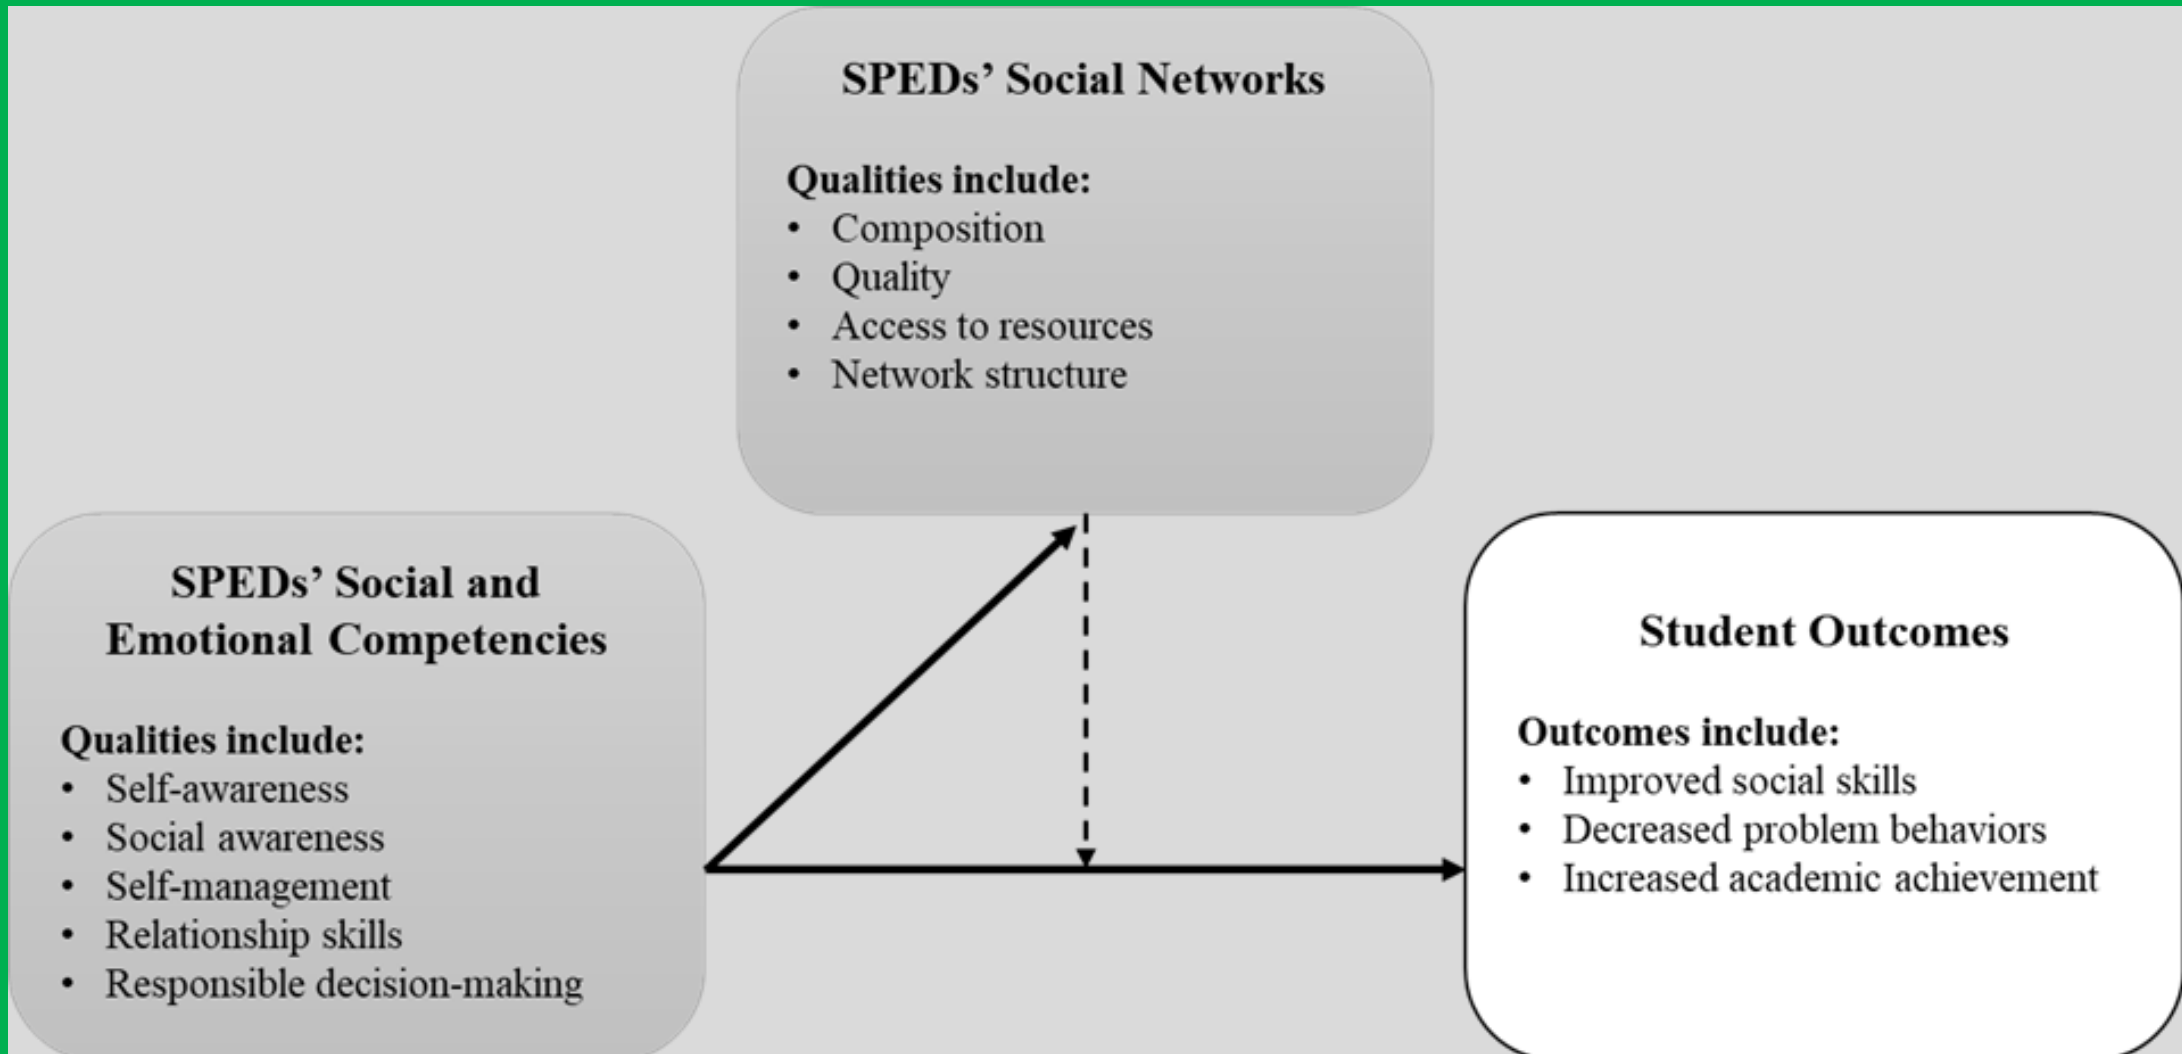 SPEDs’ Social Networks
Qualities include:
• Composition
• Quality
• Access to resources
• Network structure
SPEDs’ Social and
Emotional Competencies
Qualities include:
• Self-awareness
• Social awareness
• Self-management
• Relationship skills
• Responsible decision-making
Student Outcomes
Outcomes include:
• Improved social skills
• Decreased problem behaviors
• Increased academic achievement